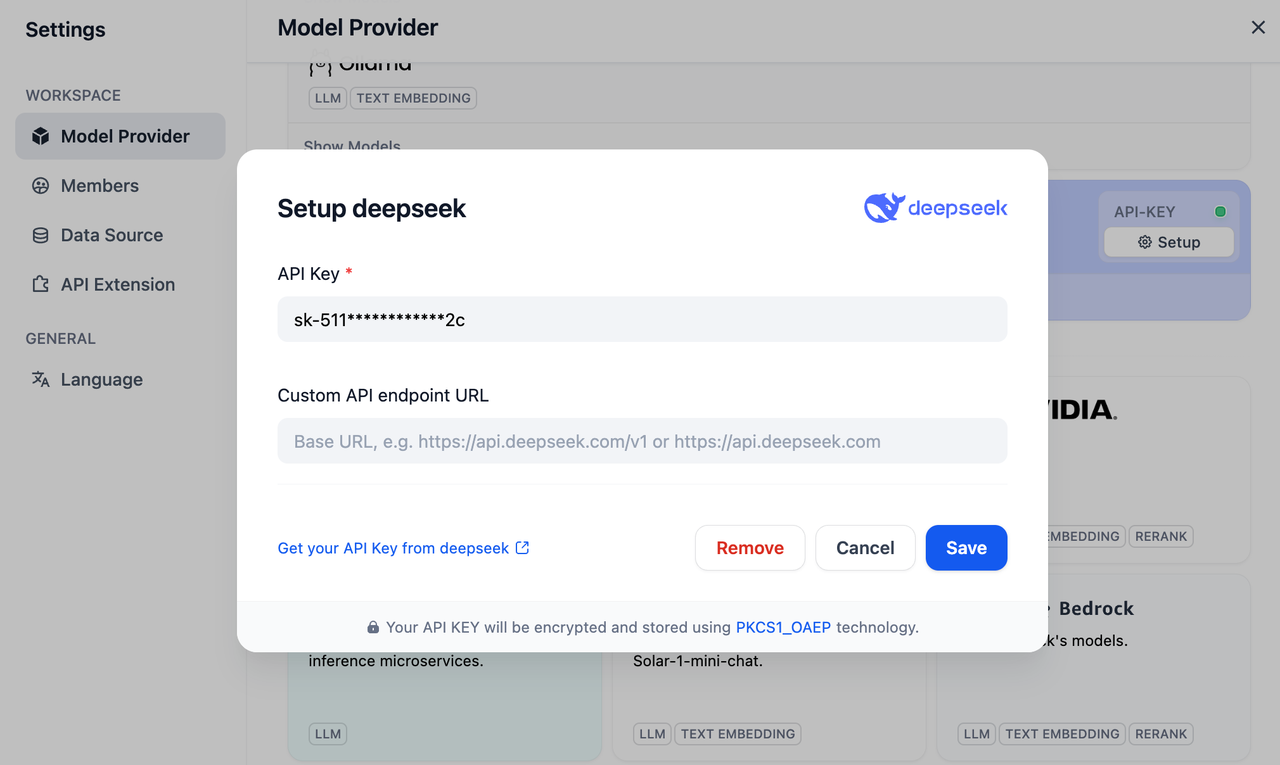 Settings
Model Provider
WORKSPACE
Model Provider
Members
Data Source
API Extension
GENERAL
Language
Ollama
LLM TEXT EMBEDDING
Show Models
API-KEY
Setup
Setup deepseek
deepseek
API Key *
sk-511************2c
Custom API endpoint URL
Base URL, e.g. https://api.deepseek.com/v1 or https://api.deepseek.com
Get your API Key from deepseek
Remove Cancel Save
Your API KEY will be encrypted and stored using PKCS1_OAEP technology.
VIDIA.
EMBEDDING RERANK
Bedrock
k's models.
inference microservices.
Solar-1-mini-chat.
LLM
LLM TEXT EMBEDDING
LLM TEXT EMBEDDING RERANK